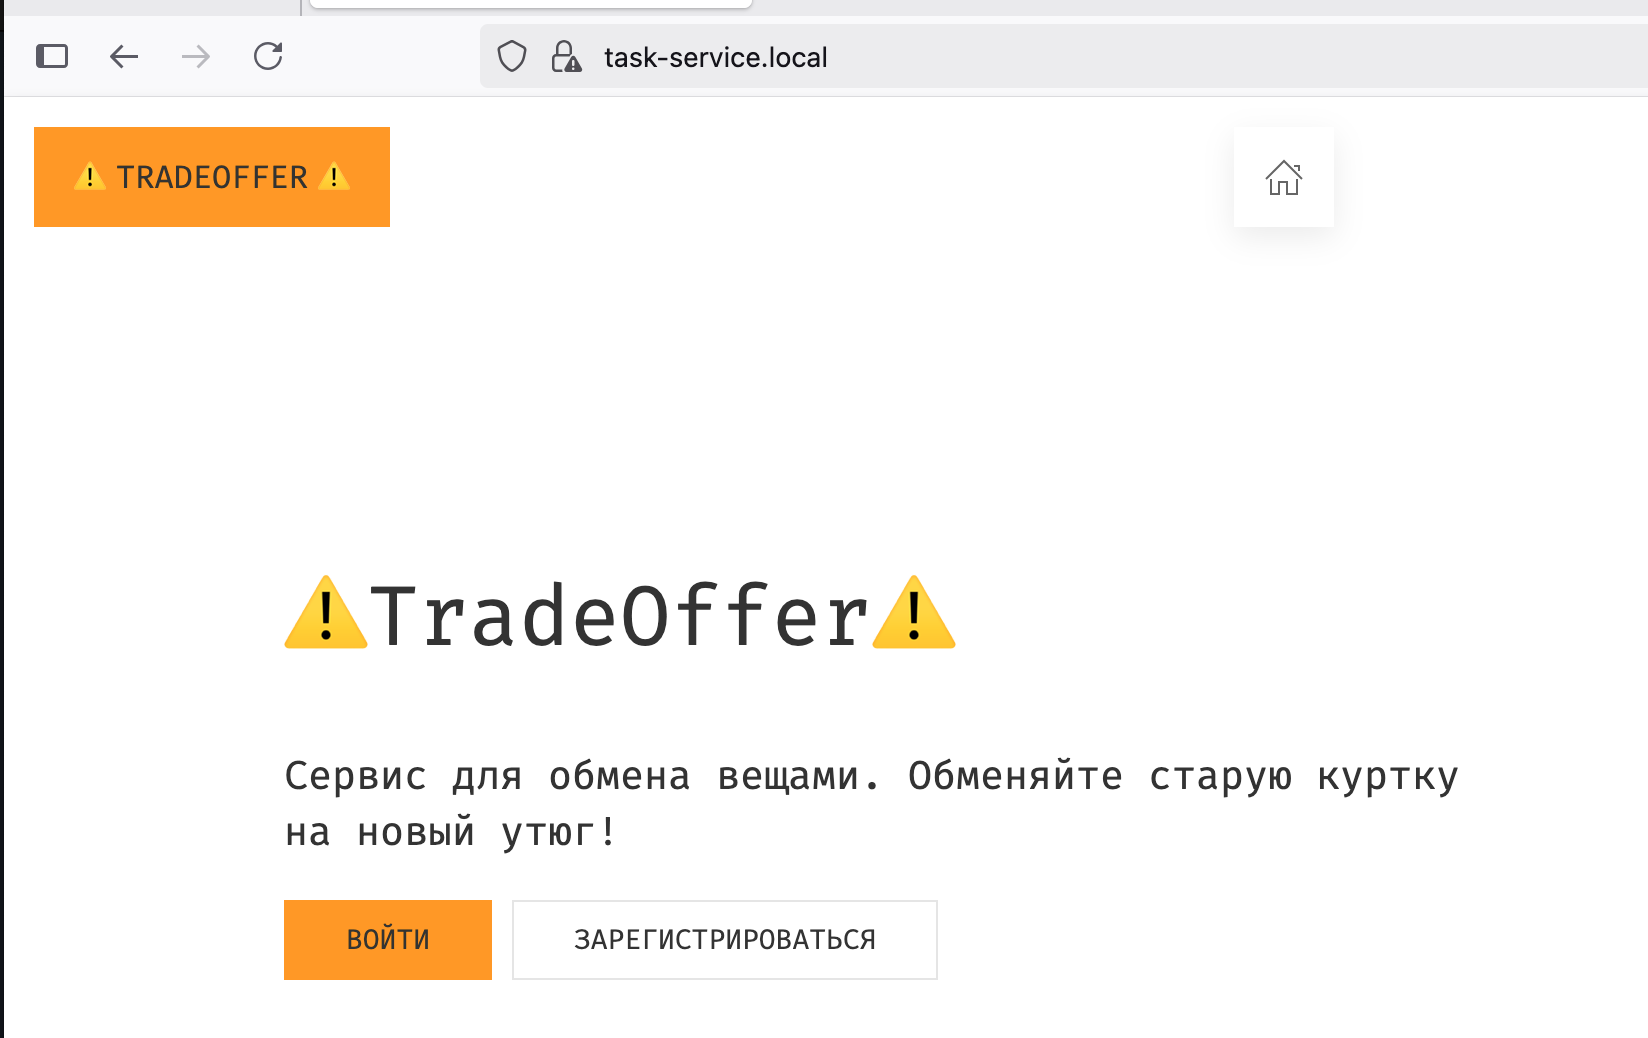 task-service.local
⚠️ TRADEOFFER ⚠️
⚠️TradeOffer⚠️
Сервис для обмена вещами. Обменяйте старую куртку
на новый утюг!
ВОЙТИ
ЗАРЕГИСТРИРОВАТЬСЯ